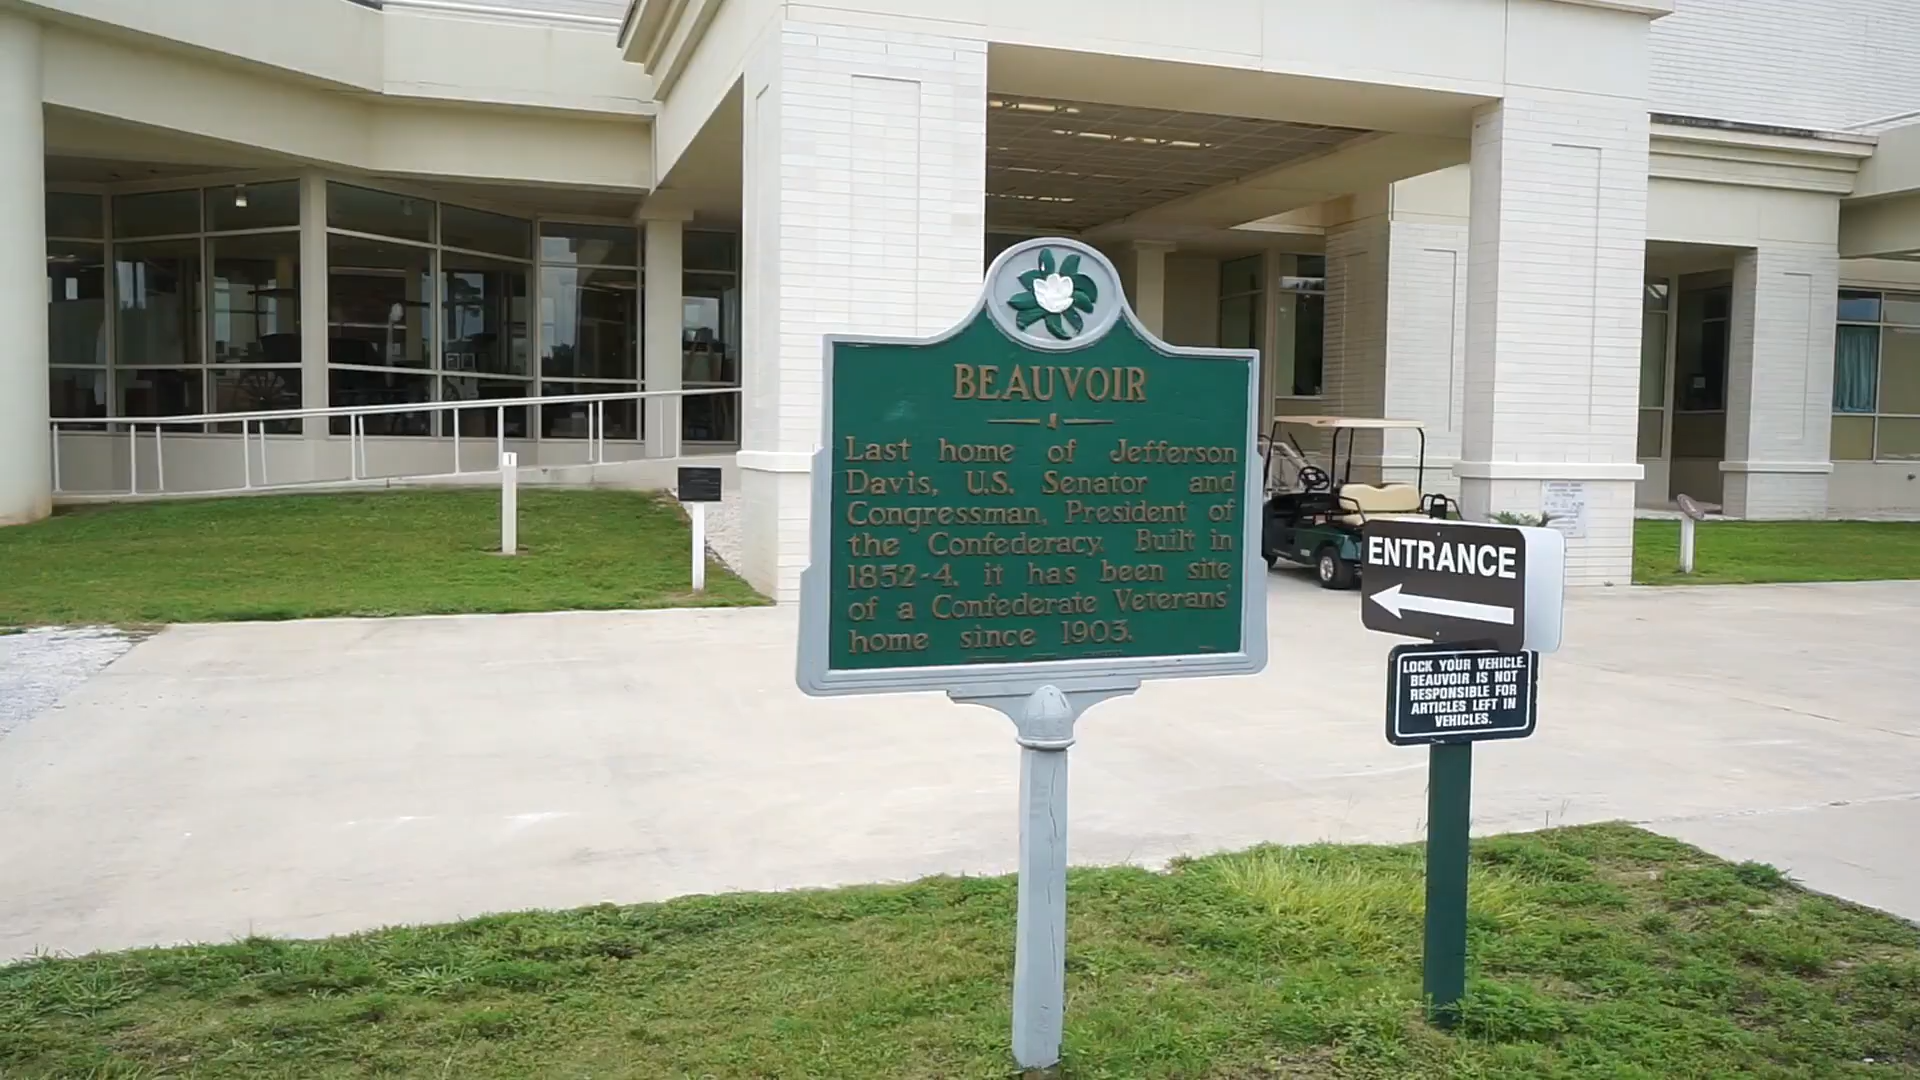 BEAUVOIR
Last home of Jefferson
Davis, U.S. Senator and
Congressman, President of
the Confederacy. Built in
1852-4, it has been site
of a Confederate Veterans'
home since 1903.
ENTRANCE
LOCK YOUR VEHICLE.
BEAUVOIR IS NOT
RESPONSIBLE FOR
ARTICLES LEFT IN
VEHICLES.